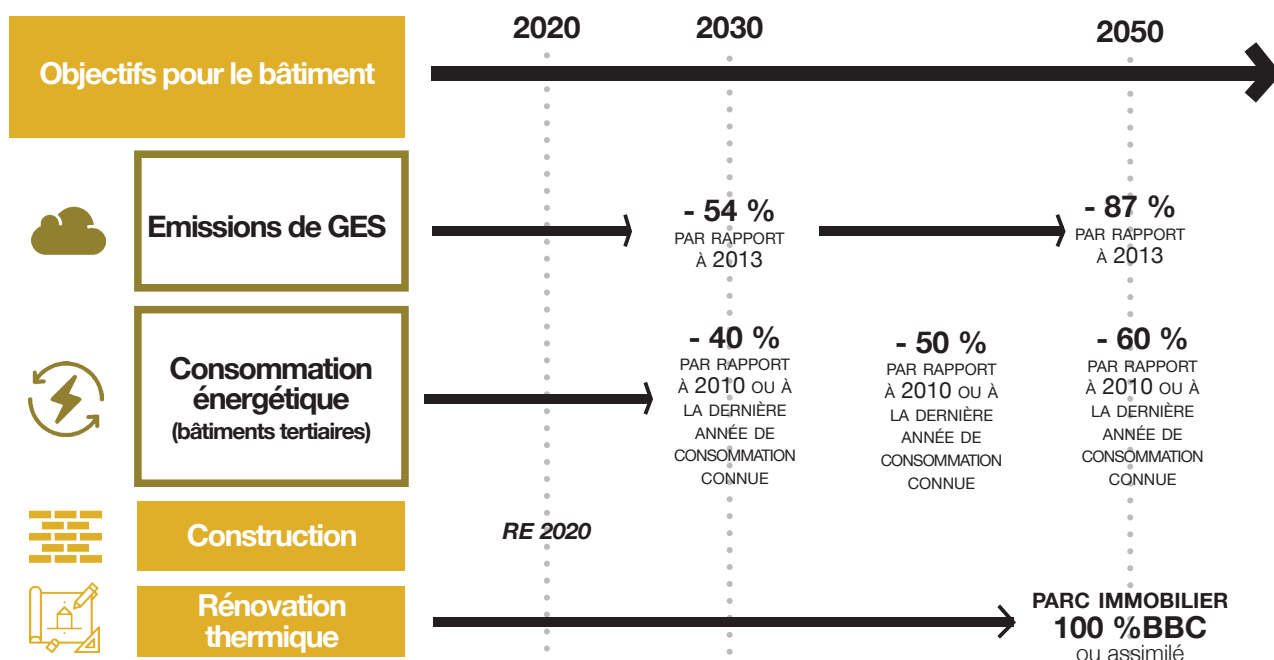 Objectifs pour le bâtiment
2020
2030
2050
Emissions de GES
- 54 %
PAR RAPPORT
À 2013
- 87 %
PAR RAPPORT
À 2013
Consommation
énergétique
(bâtiments tertiaires)
- 40 %
PAR RAPPORT
À 2010 OU À
LA DERNIÈRE
ANNÉE DE
CONSOMMATION
CONNUE
- 50 %
PAR RAPPORT
À 2010 OU À
LA DERNIÈRE
ANNÉE DE
CONSOMMATION
CONNUE
- 60 %
PAR RAPPORT
À 2010 OU À
LA DERNIÈRE
ANNÉE DE
CONSOMMATION
CONNUE
Construction
RE 2020
Rénovation
thermique
PARC IMMOBILIER
100 %BBC
ou assimilé